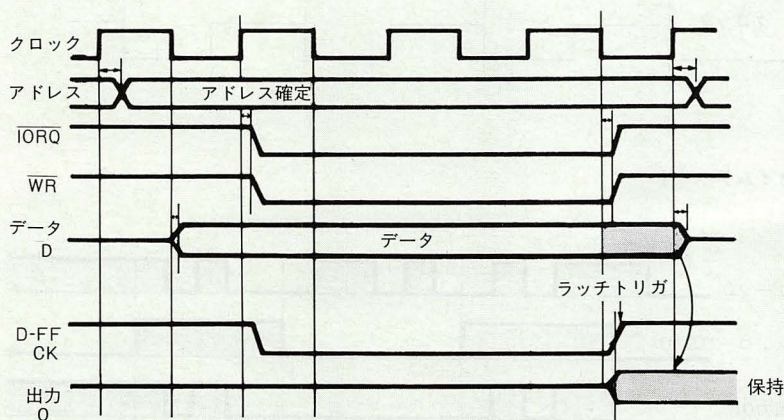 クロック
アドレス
アドレス確定
IORQ
WR
データ
D
データ
ラッチトリガ
D-FF
CK
出力
Q
保持